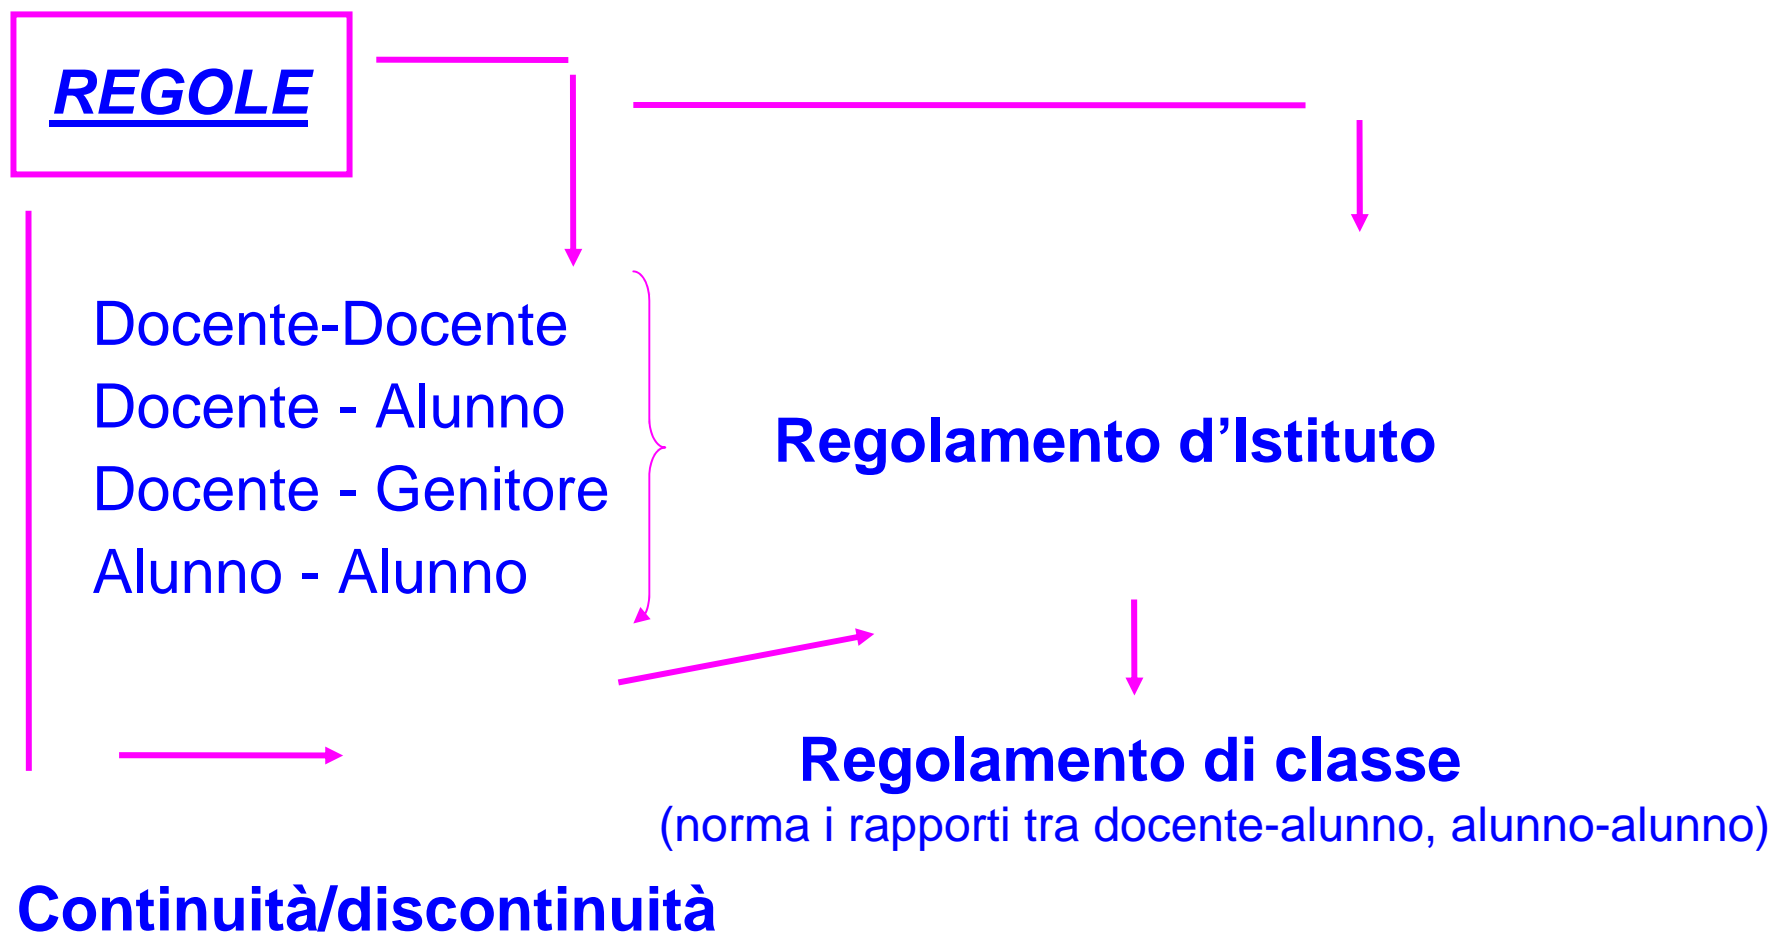 REGOLE
Docente-Docente
Docente - Alunno
Docente - Genitore
Alunno - Alunno
Regolamento d’Istituto
Regolamento di classe
(norma i rapporti tra docente-alunno, alunno-alunno)
Continuità/discontinuità